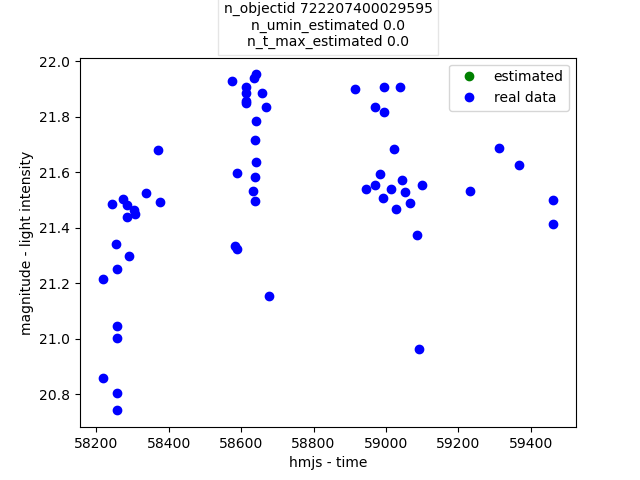 n_objectid 722207400029595
n_umin_estimated 0.0
n_t_max_estimated 0.0
estimated
real data
22.0
21.8
21.6
21.4
21.2
21.0
20.8
magnitude - light intensity
58200 58400 58600 58800 59000 59200 59400
hmjs - time